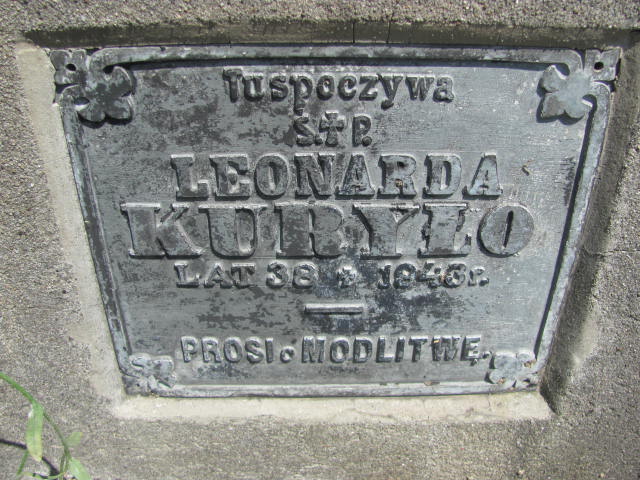 Tu spoczywa
Ś.†P.
LEONARDA
KURYŁO
LAT 38 † 1943 r.
PROSI o MODLITWĘ.